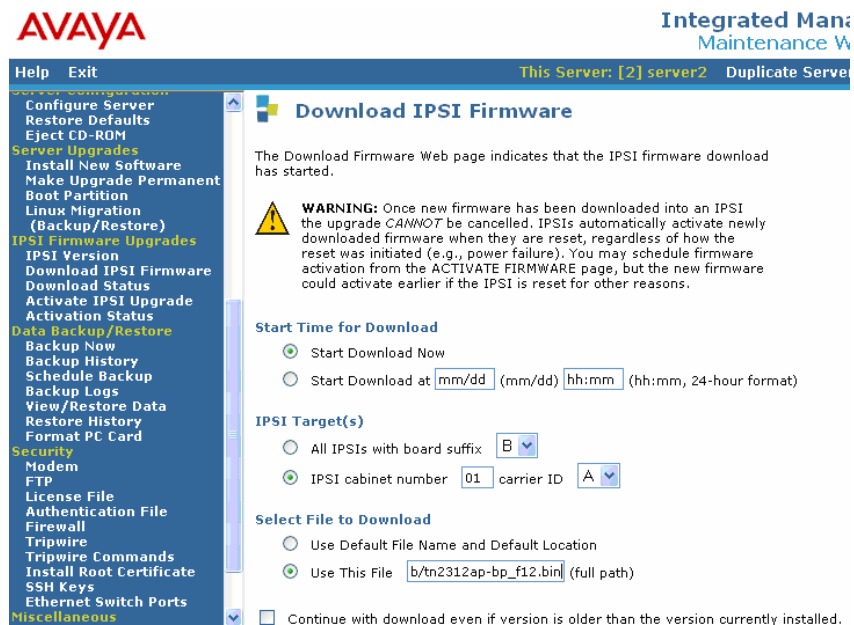 AVAYA
Integrated Mana
Maintenance W
Help Exit
This Server: [2] server2 Duplicate Server
Server Configuration
Configure Server
Restore Defaults
Eject CD-ROM
Server Upgrades
Install New Software
Make Upgrade Permanent
Boot Partition
Linux Migration
(Backup/Restore)
IPSI Firmware Upgrades
IPSI Version
Download IPSI Firmware
Download Status
Activate IPSI Upgrade
Activation Status
Data Backup/Restore
Backup Now
Backup History
Schedule Backup
Backup Logs
View/Restore Data
Restore History
Format PC Card
Security
Modem
FTP
License File
Authentication File
Firewall
Tripwire
Tripwire Commands
Install Root Certificate
SSH Keys
Ethernet Switch Ports
Miscellaneous
Download IPSI Firmware
The Download Firmware Web page indicates that the IPSI firmware download
has started.
WARNING: Once new firmware has been downloaded into an IPSI
the upgrade CANNOT be cancelled. IPSIs automatically activate newly
downloaded firmware when they are reset, regardless of how the
reset was initiated (e.g., power failure). You may schedule firmware
activation from the ACTIVATE FIRMWARE page, but the new firmware
could activate earlier if the IPSI is reset for other reasons.
Start Time for Download
Start Download Now
Start Download at mm/dd (mm/dd) hh:mm (hh:mm, 24-hour format)
IPSI Target(s)
All IPSIs with board suffix B
IPSI cabinet number 01 carrier ID A
Select File to Download
Use Default File Name and Default Location
Use This File b/tn2312ap-bp_f12.bin (full path)
Continue with download even if version is older than the version currently installed.